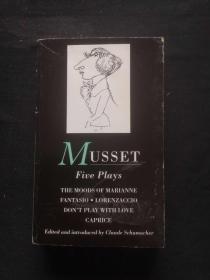 MUSSET
Five Plays
THE MOODS OF MARIANNE
FANTASIO • LORENZACCIO
DON'T PLAY WITH LOVE
CAPRICE
Edited and introduced by Claude Schumacher